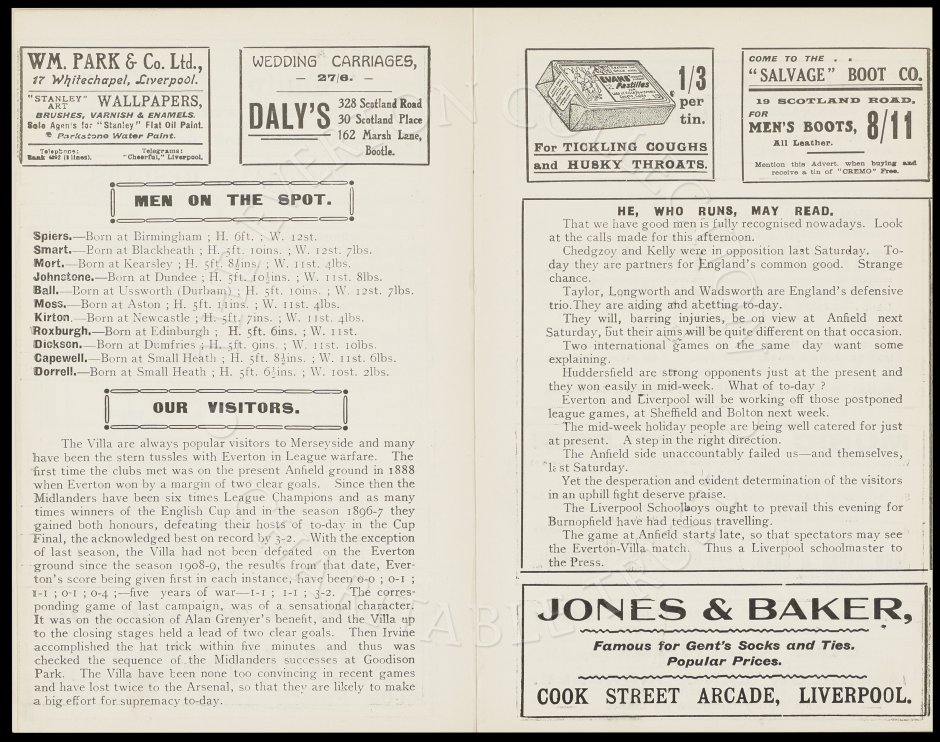 WM. PARK & Co. Ltd.,
17 Whitechapel, Liverpool.
"STANLEY" ART WALLPAPERS,
BRUSHES, VARNISH & ENAMELS.
Sole Agents for "Stanley" Flat Oil Paint.
Parkstone Water Paint.
Telephone: Telegrams:
Bank 4092 (2 lines). "Cheerful," Liverpool.
WEDDING CARRIAGES,
— 27/6. —
DALY'S
328 Scotland Road
30 Scotland Place
162 Marsh Lane,
Bootle.
MEN ON THE SPOT.
Spiers.—Born at Birmingham ; H. 6ft. ; W. 12st.
Smart.—Born at Blackheath ; H. 5ft. 10ins. ; W. 12st. 7lbs.
Mort.—Born at Kearsley ; H. 5ft. 8½ins. ; W. 11st. 4lbs.
Johnstone.—Born at Dundee ; H. 5ft. 10½ins. ; W. 11st. 8lbs.
Ball.—Born at Ussworth (Durham) ; H. 5ft. 10ins. ; W. 12st. 7lbs.
Moss.—Born at Aston ; H. 5ft. 11ins. ; W. 11st. 4lbs.
Kirton.—Born at Newcastle ; H. 5ft. 7ins. ; W. 11st. 4lbs.
Roxburgh.—Born at Edinburgh ; H. 5ft. 6ins. ; W. 11st.
Dickson.—Born at Dumfries ; H. 5ft. 9ins. ; W. 11st. 10lbs.
Capewell.—Born at Small Heath ; H. 5ft. 8½ins. ; W. 11st. 6lbs.
Dorrell.—Born at Small Heath ; H. 5ft. 6½ins. ; W. 10st. 2lbs.
OUR VISITORS.
The Villa are always popular visitors to Merseyside and many
have been the stern tussles with Everton in League warfare. The
first time the clubs met was on the present Anfield ground in 1888
when Everton won by a margin of two clear goals. Since then the
Midlanders have been six times League Champions and as many
times winners of the English Cup and in the season 1896-7 they
gained both honours, defeating their hosts of to-day in the Cup
Final, the acknowledged best on record by 3-2. With the exception
of last season, the Villa had not been defeated on the Everton
ground since the season 1908-9, the results from that date, Ever-
ton's score being given first in each instance, have been 0-0 ; 0-1 ;
1-1 ; 0-1 ; 0-4 ;—five years of war—1-1 ; 1-1 ; 3-2. The corres-
ponding game of last campaign, was of a sensational character.
It was on the occasion of Alan Grenyer's benefit, and the Villa up
to the closing stages held a lead of two clear goals. Then Irvine
accomplished the hat trick within five minutes and thus was
checked the sequence of the Midlanders successes at Goodison
Park. The Villa have been none too convincing in recent games
and have lost twice to the Arsenal, so that they are likely to make
a big effort for supremacy to-day.
EVANS' Pastilles
1/3 per tin.
For TICKLING COUGHS
and HUSKY THROATS.
COME TO THE . .
"SALVAGE" BOOT CO.
19 SCOTLAND ROAD,
FOR
MEN'S BOOTS, 8/11
All Leather.
Mention this Advert. when buying and
receive a tin of "CREMO" Free.
HE, WHO RUNS, MAY READ.
That we have good men is fully recognised nowadays. Look
at the calls made for this afternoon.
Chedgzoy and Kelly were in opposition last Saturday. To-
day they are partners for England's common good. Strange
chance.
Taylor, Longworth and Wadsworth are England's defensive
trio. They are aiding and abetting to-day.
They will, barring injuries, be on view at Anfield next
Saturday, but their aims will be quite different on that occasion.
Two international games on the same day want some
explaining.
Huddersfield are strong opponents just at the present and
they won easily in mid-week. What of to-day ?
Everton and Liverpool will be working off those postponed
league games, at Sheffield and Bolton next week.
The mid-week holiday people are being well catered for just
at present. A step in the right direction.
The Anfield side unaccountably failed us—and themselves,
last Saturday.
Yet the desperation and evident determination of the visitors
in an uphill fight deserve praise.
The Liverpool Schoolboys ought to prevail this evening for
Burnopfield have had tedious travelling.
The game at Anfield starts late, so that spectators may see
the Everton-Villa match. Thus a Liverpool schoolmaster to
the Press.
JONES & BAKER,
Famous for Gent's Socks and Ties.
Popular Prices.
COOK STREET ARCADE, LIVERPOOL.